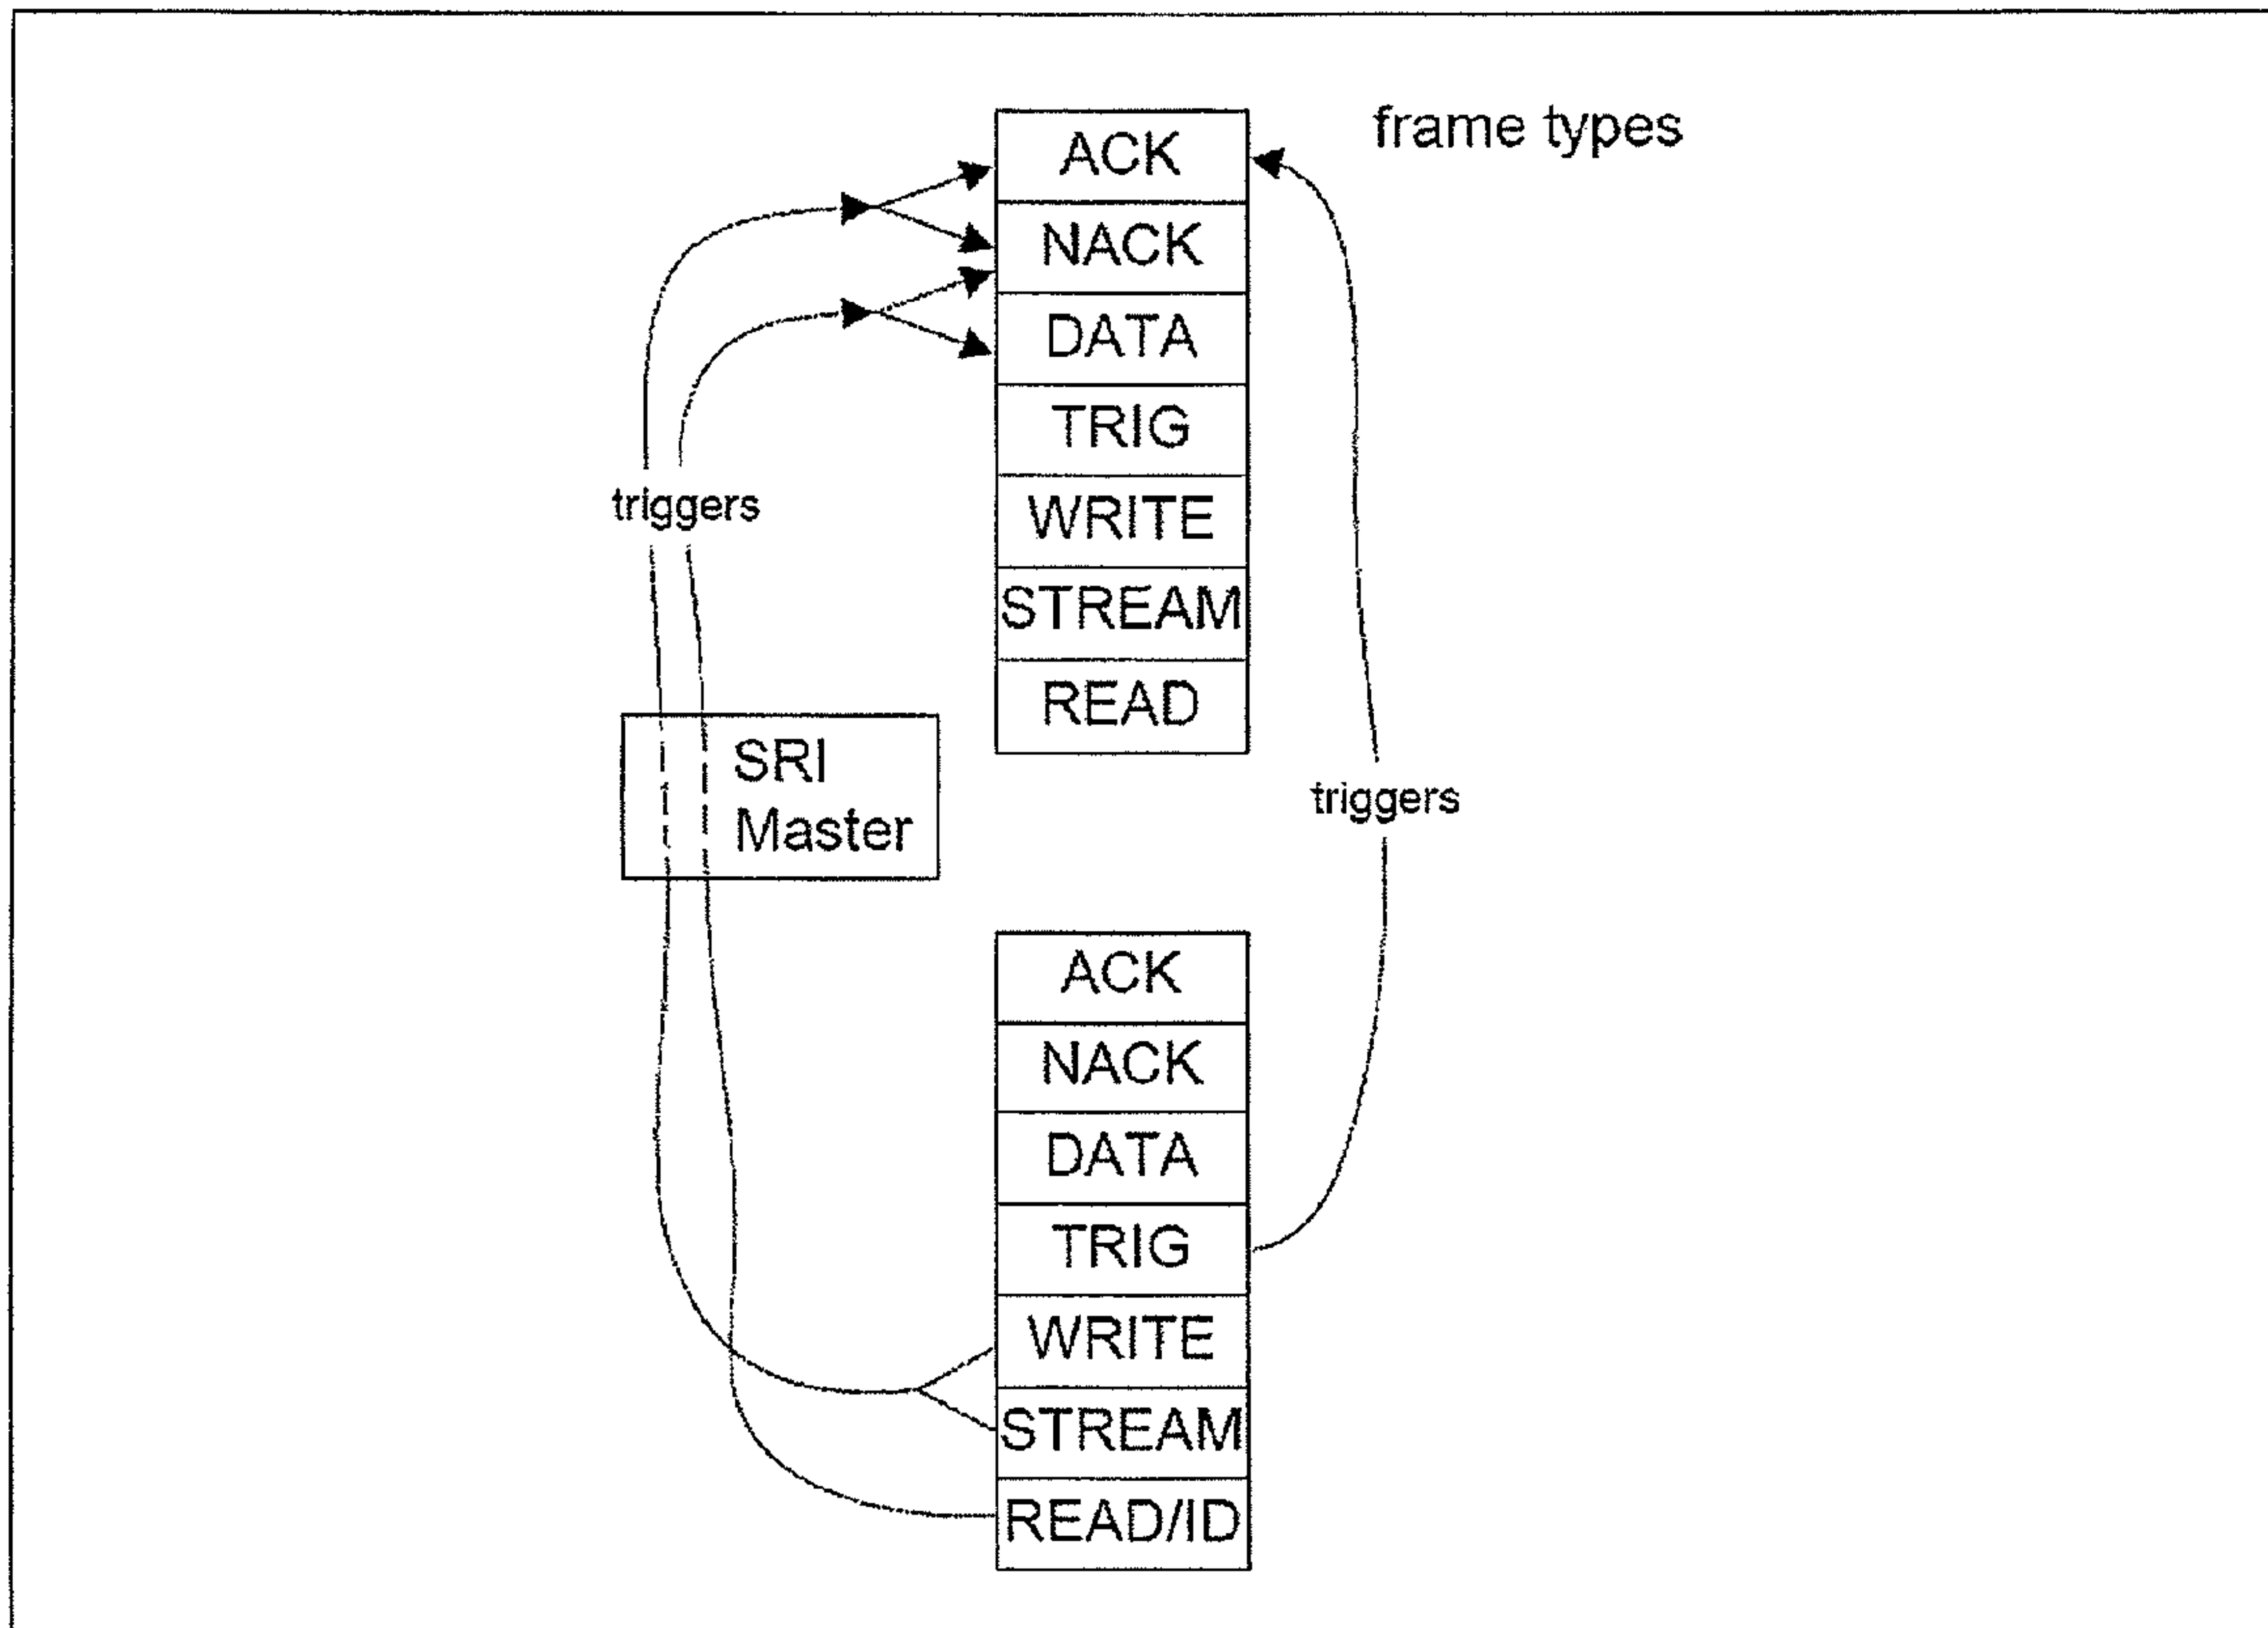 frame types
ACK
NACK
DATA
TRIG
WRITE
STREAM
READ
triggers
SRI
Master
triggers
ACK
NACK
DATA
TRIG
WRITE
STREAM
READ/ID